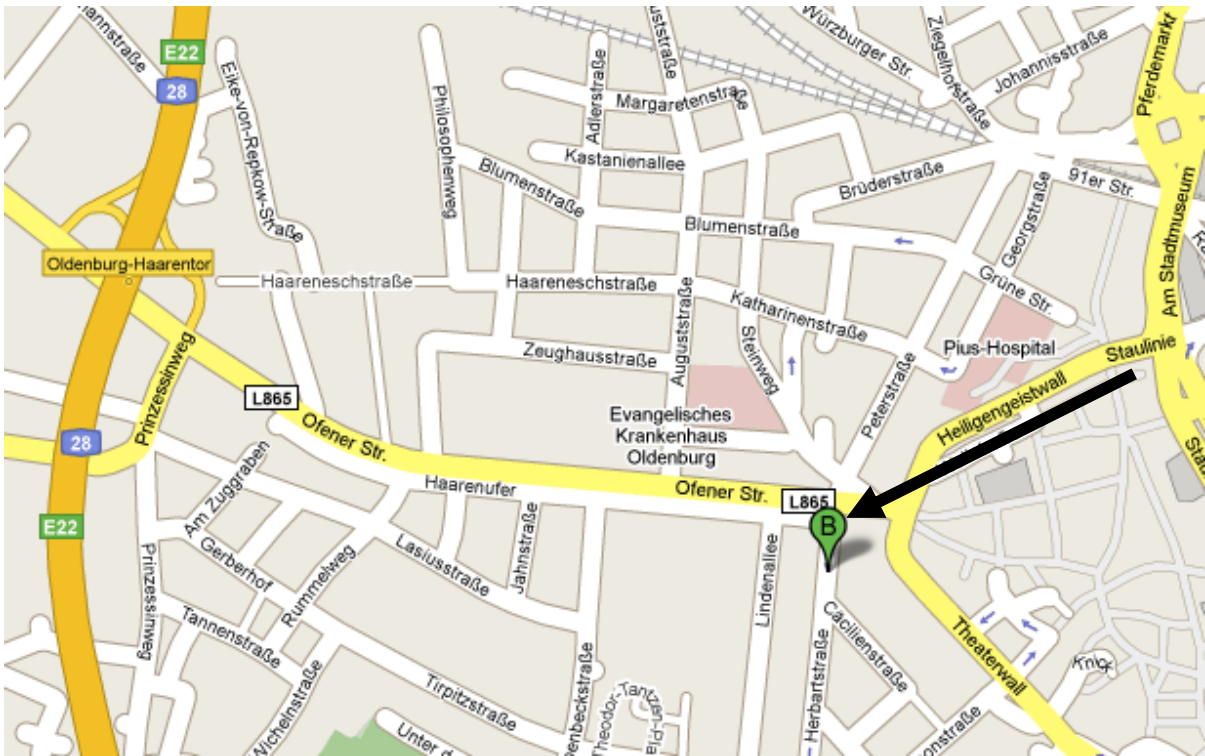 E22
28
Eike-von-Repkow-Straße
Philosophenweg
Adlerstraße
Margaretenstraße
Würzburger Str.
Ziegelhofstraße
Johannisstraße
Pferdemarkt
Kastanienallee
Blumenstraße
Brüderstraße
91er Str.
Georgstraße
Am Stadtmuseum
Blumenstraße
Grüne Str.
Oldenburg-Haarentor
Haareneschstraße
Haareneschstraße
Katharinenstraße
Auguststraße
Steinweg
Zeughausstraße
Peterstraße
Pius-Hospital
Staulinie
Heiligengeistwall
Prinzessinweg
L865
Ofener Str.
Evangelisches
Krankenhaus
Oldenburg
28
Haarenufer
Ofener Str.
L865
B
Am Zuggraben
E22
Gerberhof
Lasiusstraße
Jahnstraße
Lindenallee
Prinzessinweg
Rummelweg
Tannenstraße
Cäcilienstraße
Theaterwall
Herbartstraße
Tirpitzstraße
Wichelnstraße